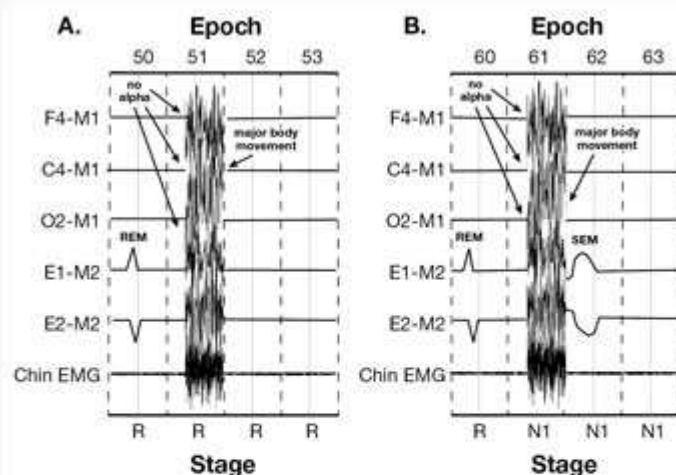 A. Epoch
50 51 52 53
no
alpha
F4-M1
major body
movement
C4-M1
O2-M1
REM
E1-M2
E2-M2
Chin EMG
R R R R
Stage
B. Epoch
60 61 62 63
no
alpha
F4-M1
major body
movement
C4-M1
O2-M1
REM SEM
E1-M2
E2-M2
Chin EMG
R N1 N1 N1
Stage